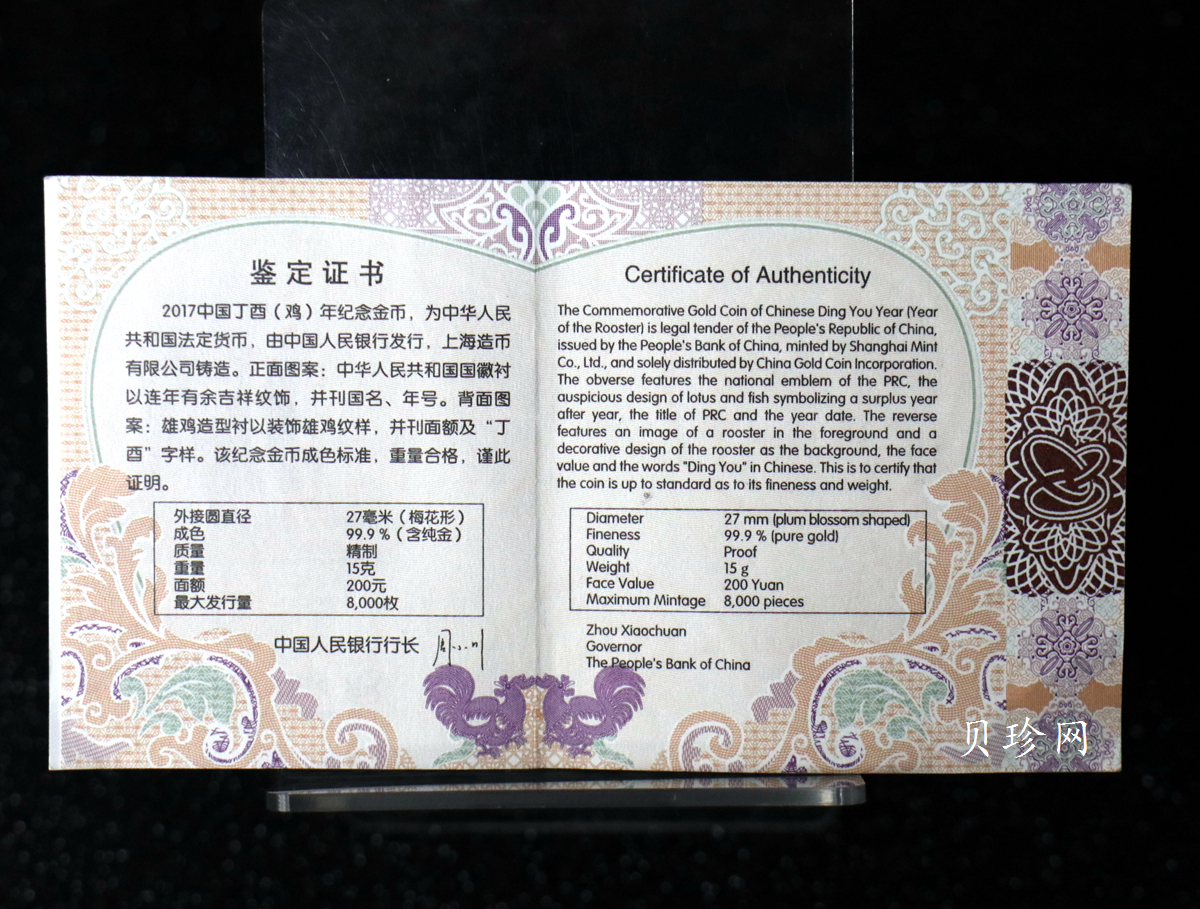 鉴定证书
2017中国丁酉（鸡）年纪念金币，为中华人民
共和国法定货币，由中国人民银行发行，上海造币
有限公司铸造。正面图案：中华人民共和国国徽衬
以连年有余吉祥纹饰，并刊国名、年号。背面图
案：雄鸡造型衬以装饰雄鸡纹样，并刊面额及“丁
酉”字样。该纪念金币成色标准，重量合格，谨此
证明。
外接圆直径 27毫米（梅花形）
成色 99.9％（含纯金）
质量 精制
重量 15克
面额 200元
最大发行量 8,000枚
中国人民银行行长
Certificate of Authenticity
The Commemorative Gold Coin of Chinese Ding You Year (Year
of the Rooster) is legal tender of the People's Republic of China,
issued by the People's Bank of China, minted by Shanghai Mint
Co., Ltd., and solely distributed by China Gold Coin Incorporation.
The obverse features the national emblem of the PRC, the
auspicious design of lotus and fish symbolizing a surplus year
after year, the title of PRC and the year date. The reverse
features an image of a rooster in the foreground and a
decorative design of the rooster as the background, the face
value and the words "Ding You" in Chinese. This is to certify that
the coin is up to standard as to its fineness and weight.
Diameter 27 mm (plum blossom shaped)
Fineness 99.9 % (pure gold)
Quality Proof
Weight 15 g
Face Value 200 Yuan
Maximum Mintage 8,000 pieces
Zhou Xiaochuan
Governor
The People's Bank of China
贝珍网